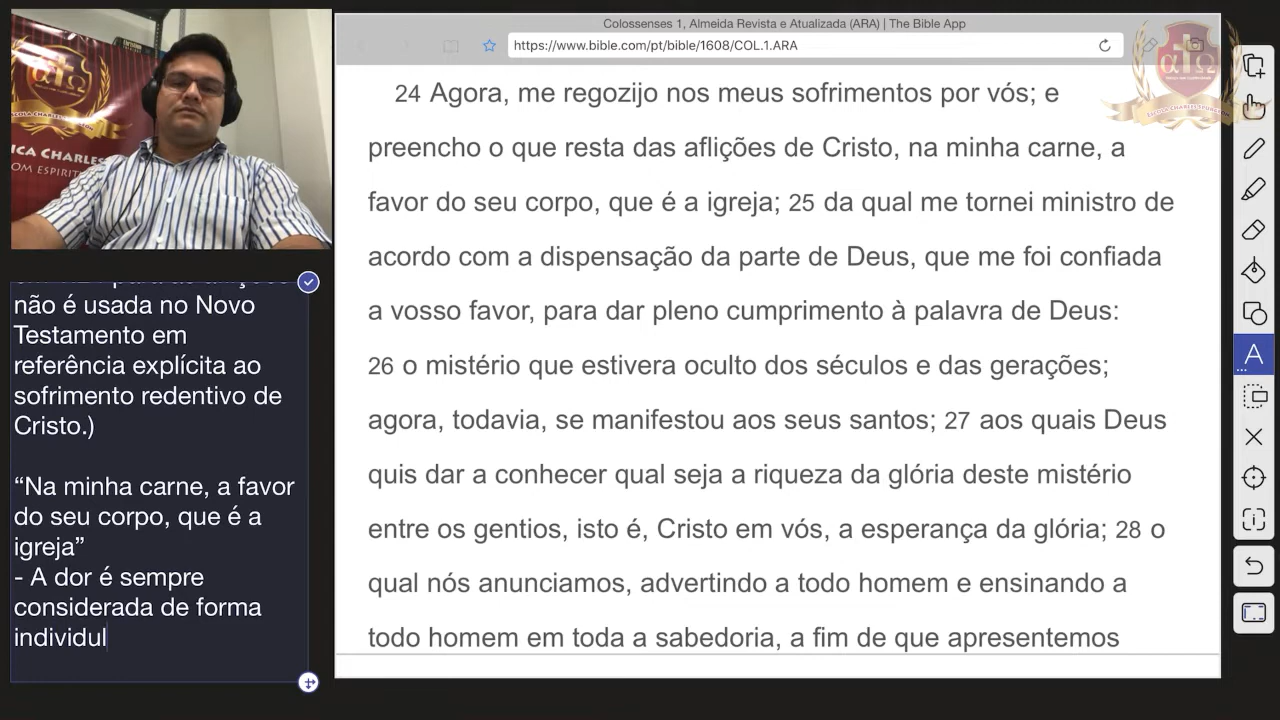 ICA CHARLES
OM ESPIRIT
não é usada no Novo
Testamento em
referência explícita ao
sofrimento redentivo de
Cristo.)
“Na minha carne, a favor
do seu corpo, que é a
igreja”
- A dor é sempre
considerada de forma
individul
Colossenses 1, Almeida Revista e Atualizada (ARA) | The Bible App
https://www.bible.com/pt/bible/1608/COL.1.ARA
24 Agora, me regozijo nos meus sofrimentos por vós; e
preencho o que resta das aflições de Cristo, na minha carne, a
favor do seu corpo, que é a igreja; 25 da qual me tornei ministro de
acordo com a dispensação da parte de Deus, que me foi confiada
a vosso favor, para dar pleno cumprimento à palavra de Deus:
26 o mistério que estivera oculto dos séculos e das gerações;
agora, todavia, se manifestou aos seus santos; 27 aos quais Deus
quis dar a conhecer qual seja a riqueza da glória deste mistério
entre os gentios, isto é, Cristo em vós, a esperança da glória; 28 o
qual nós anunciamos, advertindo a todo homem e ensinando a
todo homem em toda a sabedoria, a fim de que apresentemos
α Ω
ESCOLA CHARLES SPURGEON
A